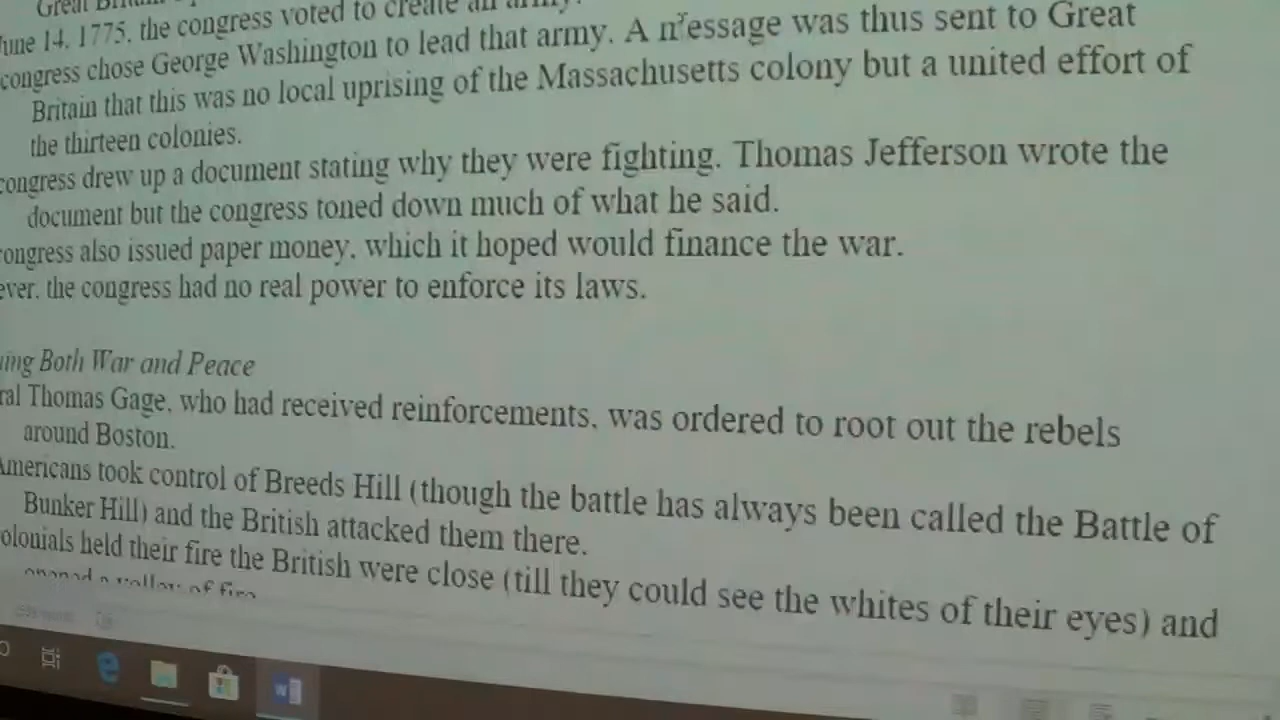 Great Britain
June 14, 1775, the congress voted to create an army.
congress chose George Washington to lead that army. A message was thus sent to Great
Britain that this was no local uprising of the Massachusetts colony but a united effort of
the thirteen colonies.
congress drew up a document stating why they were fighting. Thomas Jefferson wrote the
document but the congress toned down much of what he said.
congress also issued paper money, which it hoped would finance the war.
ever, the congress had no real power to enforce its laws.
ing Both War and Peace
ral Thomas Gage, who had received reinforcements, was ordered to root out the rebels
around Boston.
Americans took control of Breeds Hill (though the battle has always been called the Battle of
Bunker Hill) and the British attacked them there.
olonials held their fire the British were close (till they could see the whites of their eyes) and
opened a volley of fire